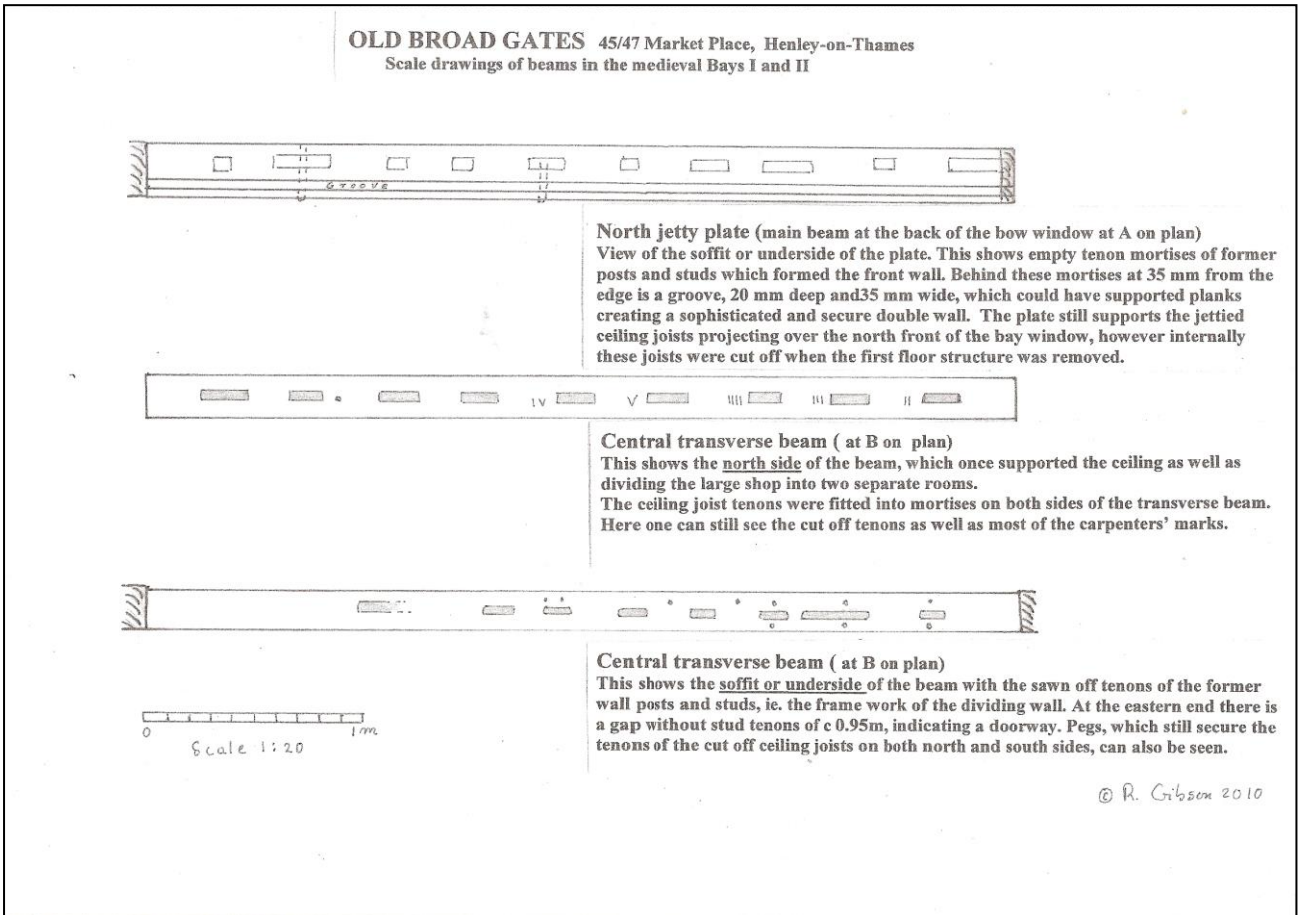 OLD BROAD GATES 45/47 Market Place, Henley-on-Thames
Scale drawings of beams in the medieval Bays I and II
GROOVE
North jetty plate (main beam at the back of the bow window at A on plan)
View of the soffit or underside of the plate. This shows empty tenon mortises of former
posts and studs which formed the front wall. Behind these mortises at 35 mm from the
edge is a groove, 20 mm deep and35 mm wide, which could have supported planks
creating a sophisticated and secure double wall. The plate still supports the jettied
ceiling joists projecting over the north front of the bay window, however internally
these joists were cut off when the first floor structure was removed.
IV V IIII III II
Central transverse beam ( at B on plan)
This shows the north side of the beam, which once supported the ceiling as well as
dividing the large shop into two separate rooms.
The ceiling joist tenons were fitted into mortises on both sides of the transverse beam.
Here one can still see the cut off tenons as well as most of the carpenters' marks.
Central transverse beam ( at B on plan)
This shows the soffit or underside of the beam with the sawn off tenons of the former
wall posts and studs, ie. the frame work of the dividing wall. At the eastern end there is
a gap without stud tenons of c 0.95m, indicating a doorway. Pegs, which still secure the
tenons of the cut off ceiling joists on both north and south sides, can also be seen.
0 1m
Scale 1:20
© R. Gibson 2010